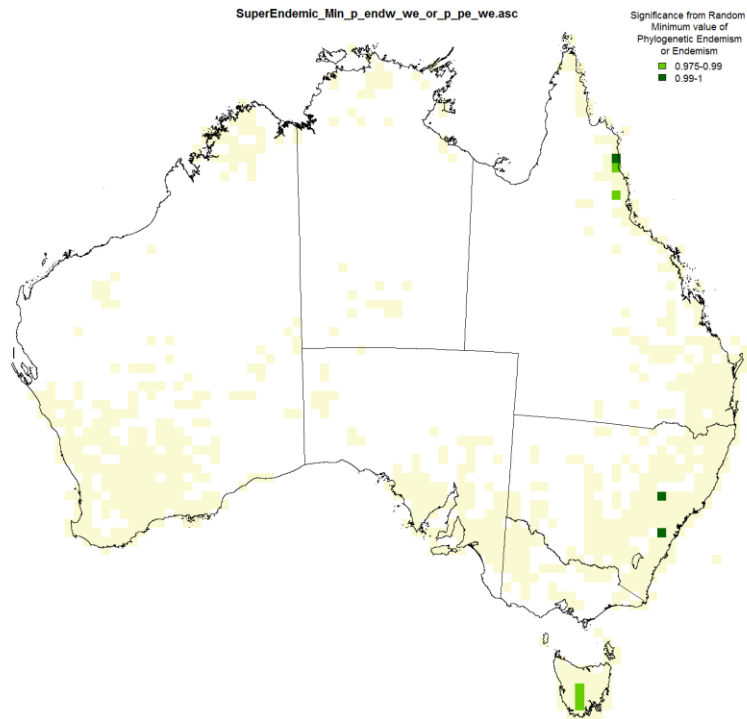 SuperEndemic_Min_p_endw_we_or_p_pe_we.asc
Significance from Random
Minimum value of
Phylogenetic Endemism
or Endemism
0.975-0.99
0.99-1